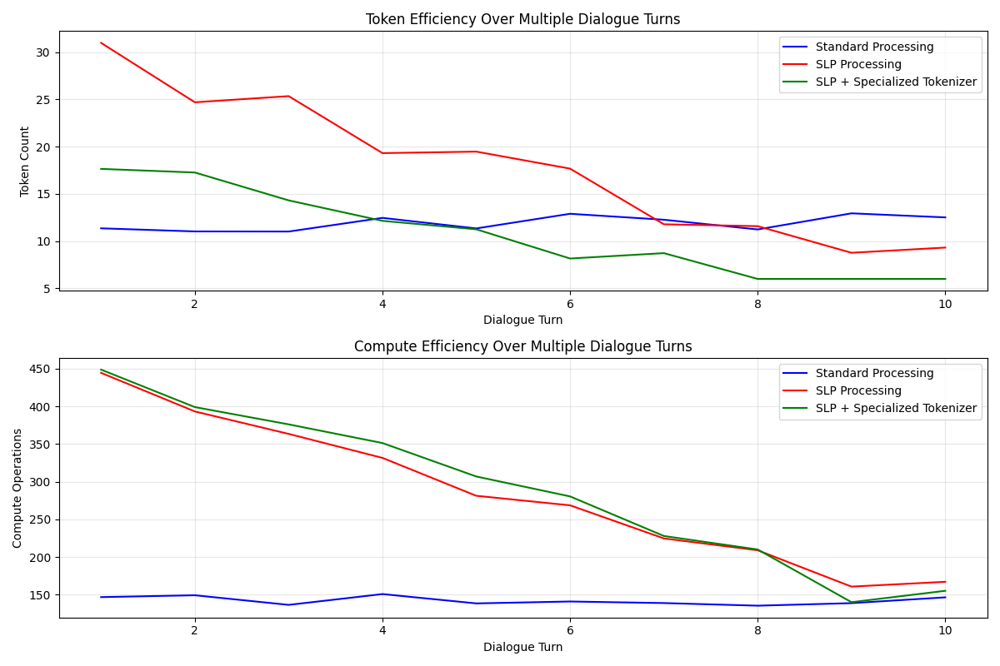 Token Efficiency Over Multiple Dialogue Turns
Token Count
30
25
20
15
10
5
Standard Processing
SLP Processing
SLP + Specialized Tokenizer
2 4 6 8 10
Dialogue Turn
Compute Efficiency Over Multiple Dialogue Turns
Compute Operations
450
400
350
300
250
200
150
Standard Processing
SLP Processing
SLP + Specialized Tokenizer
2 4 6 8 10
Dialogue Turn